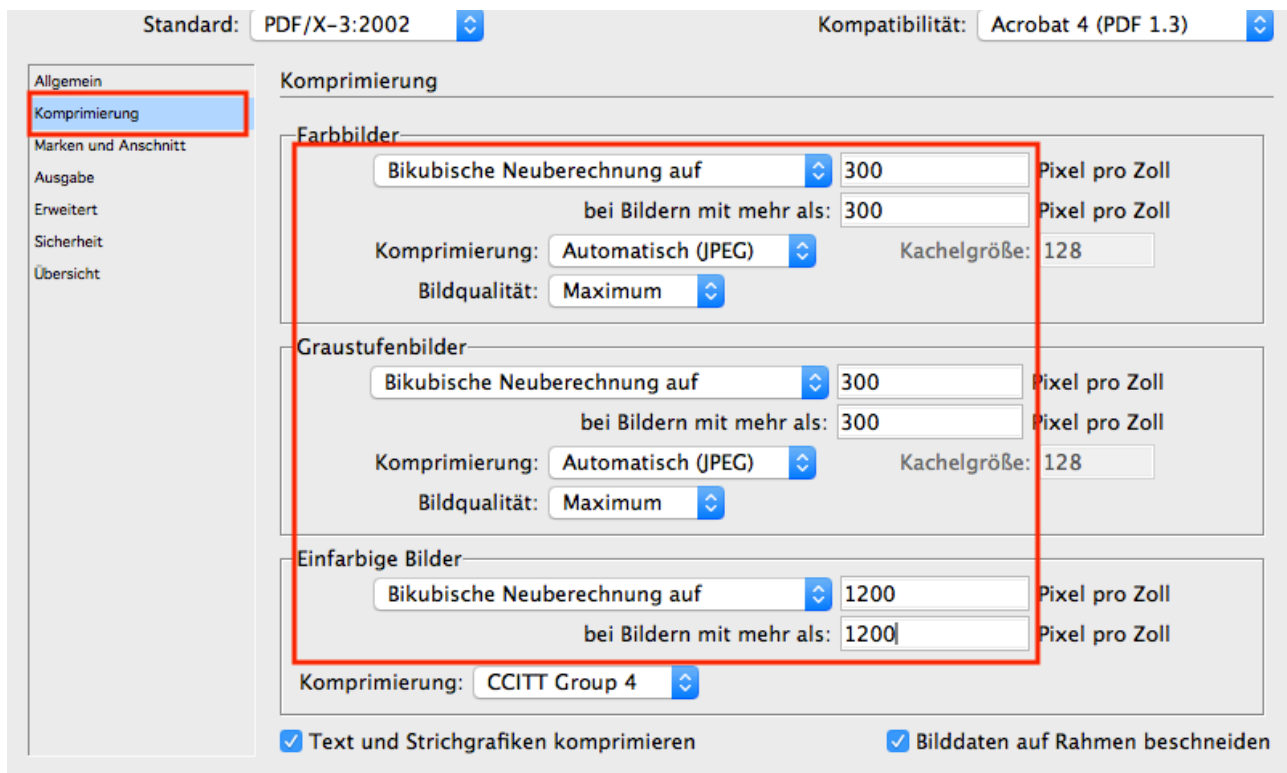 Standard: PDF/X-3:2002 Kompatibilität: Acrobat 4 (PDF 1.3)
Allgemein
Komprimierung
Marken und Anschnitt
Ausgabe
Erweitert
Sicherheit
Übersicht
Komprimierung
Farbbilder
Bikubische Neuberechnung auf 300 Pixel pro Zoll
bei Bildern mit mehr als: 300 Pixel pro Zoll
Komprimierung: Automatisch (JPEG) Kachelgröße: 128
Bildqualität: Maximum
Graustufenbilder
Bikubische Neuberechnung auf 300 Pixel pro Zoll
bei Bildern mit mehr als: 300 Pixel pro Zoll
Komprimierung: Automatisch (JPEG) Kachelgröße: 128
Bildqualität: Maximum
Einfarbige Bilder
Bikubische Neuberechnung auf 1200 Pixel pro Zoll
bei Bildern mit mehr als: 1200 Pixel pro Zoll
Komprimierung: CCITT Group 4
Text und Strichgrafiken komprimieren Bilddaten auf Rahmen beschneiden